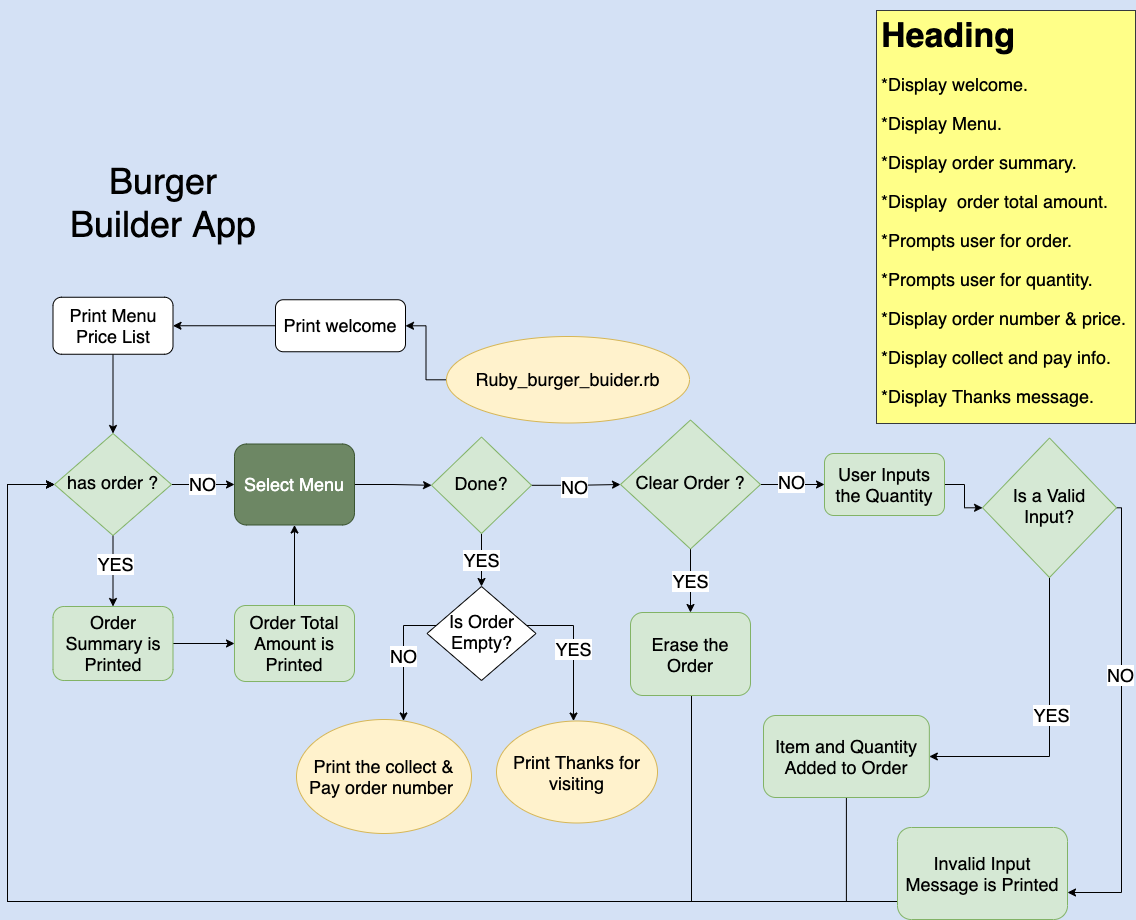 Heading
*Display welcome.
*Display Menu.
*Display order summary.
*Display  order total amount.
*Prompts user for order.
*Prompts user for quantity.
*Display order number & price.
*Display collect and pay info.
*Display Thanks message.
Burger
Builder App
Print Menu
Price List
Print welcome
Ruby_burger_buider.rb
has order ?
NO
Select Menu
Done?
NO
Clear Order ?
NO
User Inputs
the Quantity
Is a Valid
Input?
YES
YES
YES
Order
Summary is
Printed
Order Total
Amount is
Printed
Is Order
Empty?
NO
YES
Erase the
Order
NO
YES
Print the collect &
Pay order number
Print Thanks for
visiting
Item and Quantity
Added to Order
Invalid Input
Message is Printed